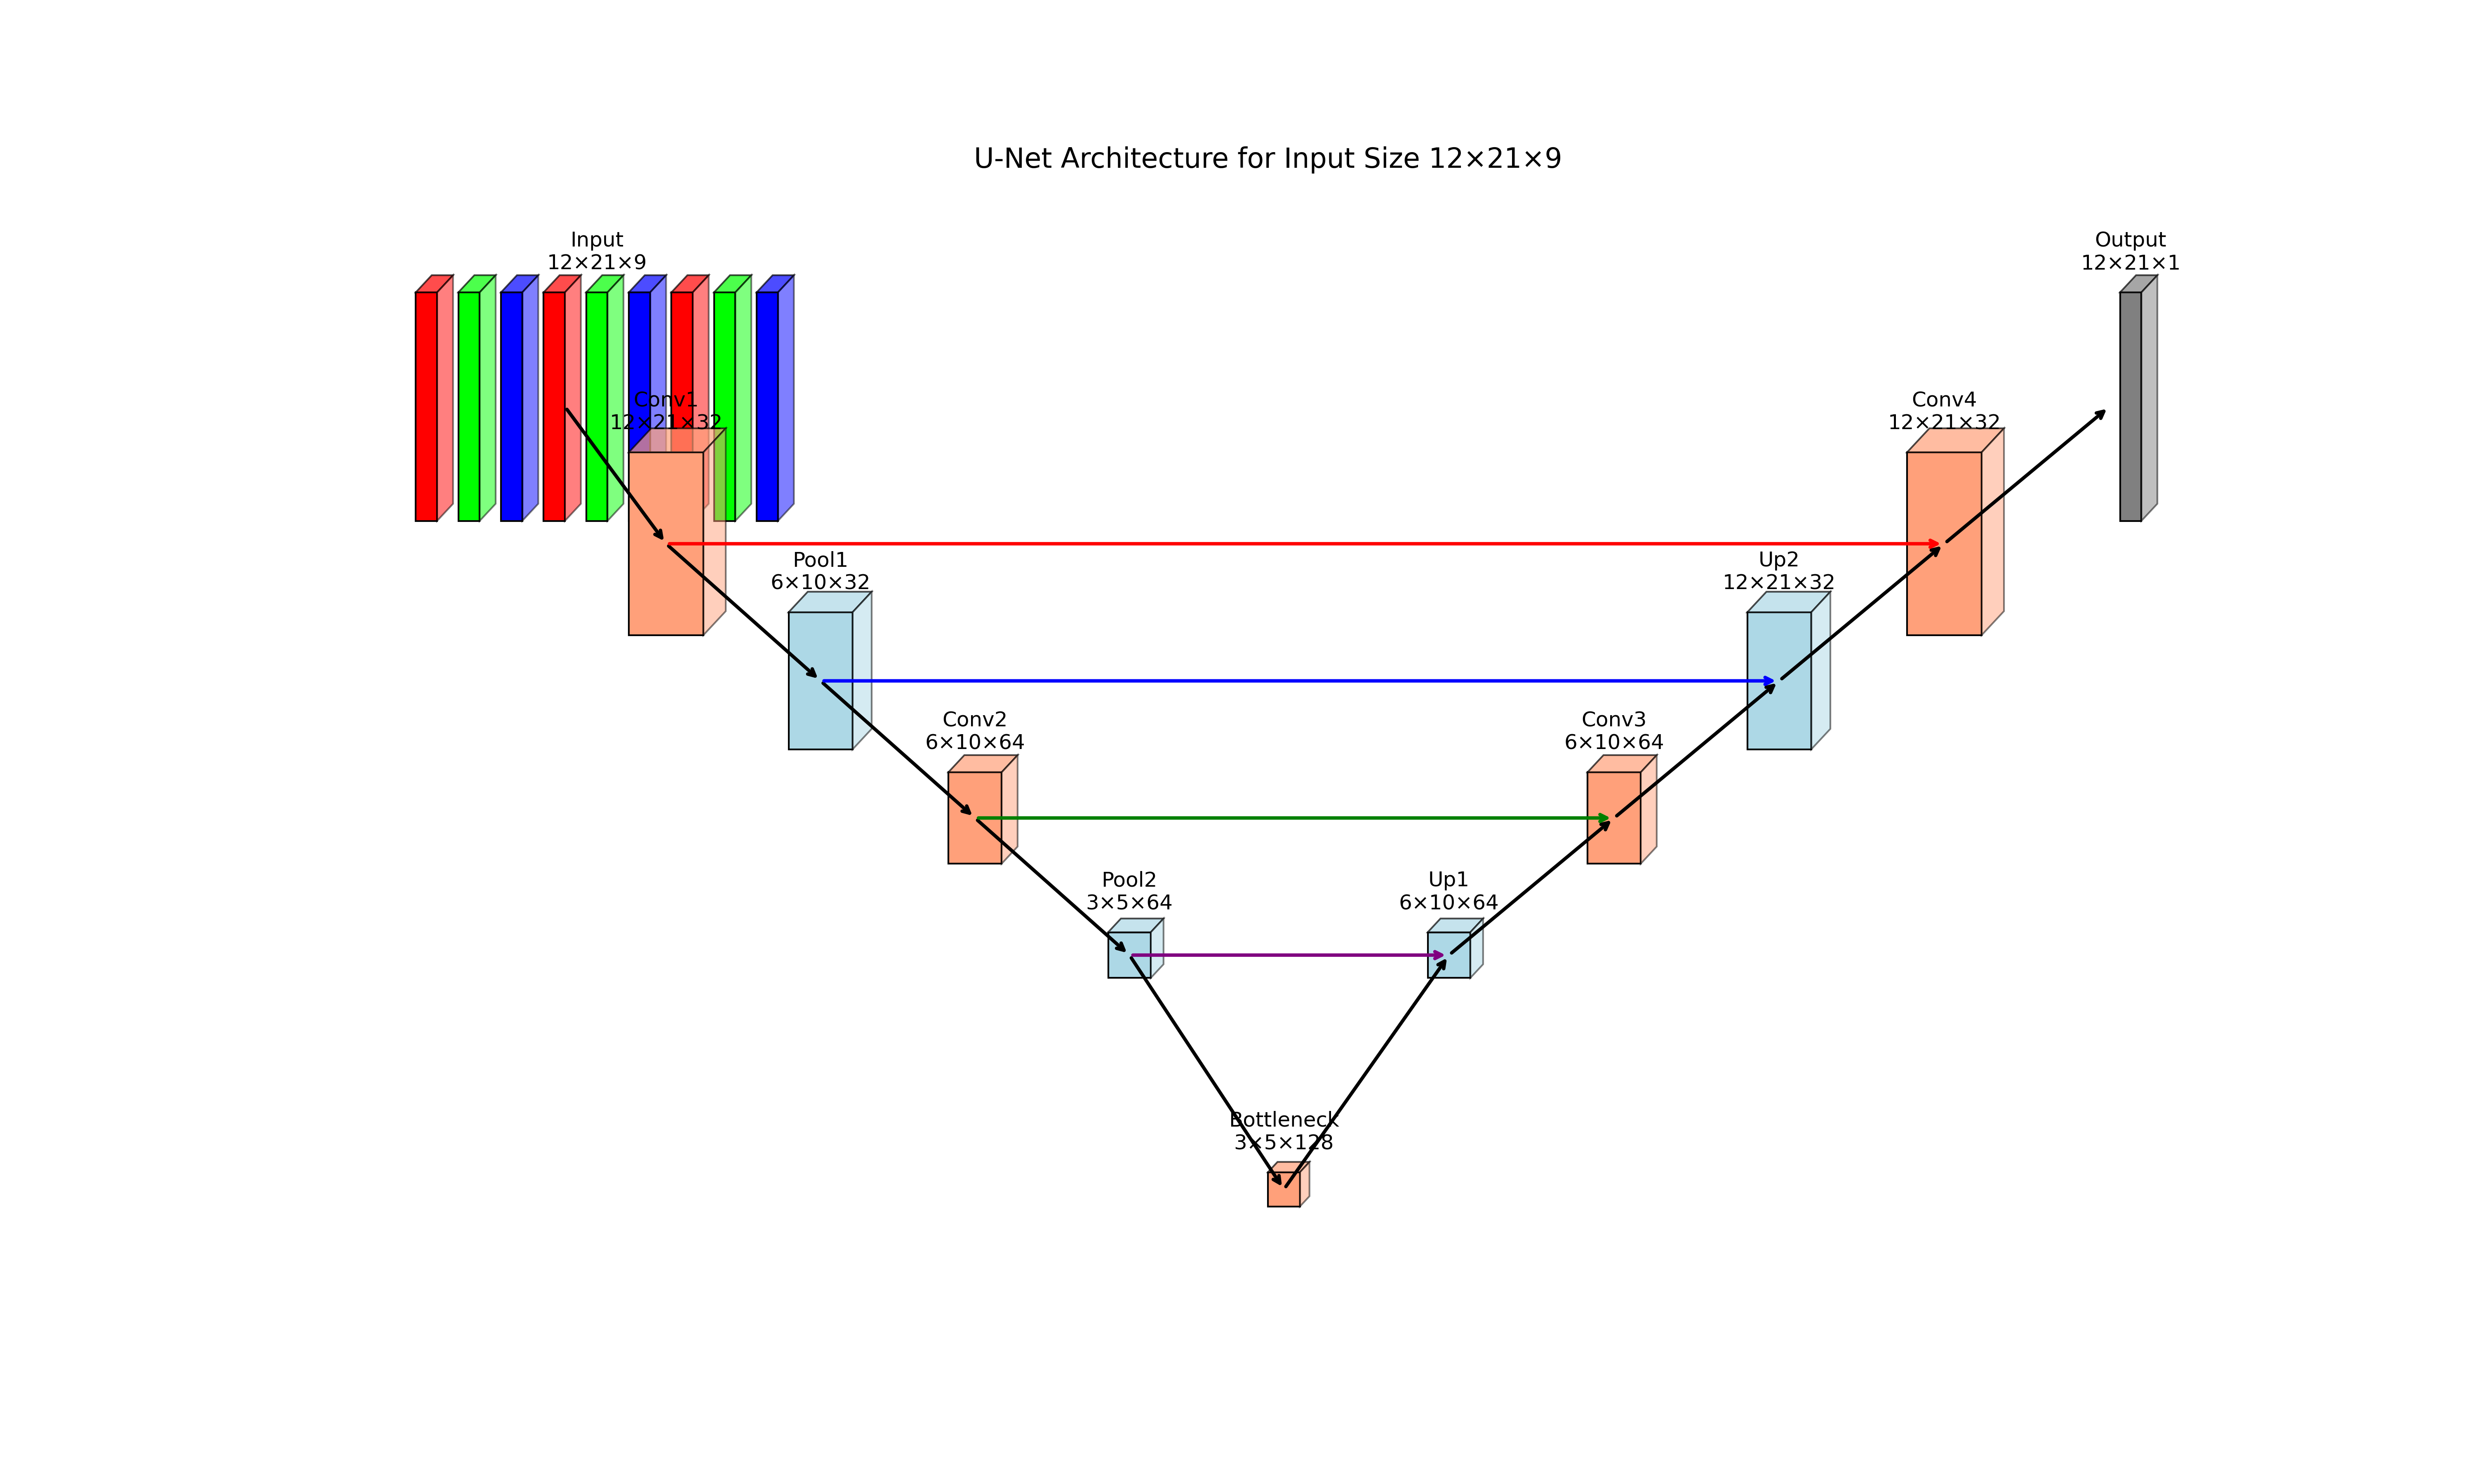 U-Net Architecture for Input Size 12×21×9
Input
12×21×9
Output
12×21×1
Conv1
12×21×32
Conv4
12×21×32
Pool1
6×10×32
Up2
12×21×32
Conv2
6×10×64
Conv3
6×10×64
Pool2
3×5×64
Up1
6×10×64
Bottleneck
3×5×128